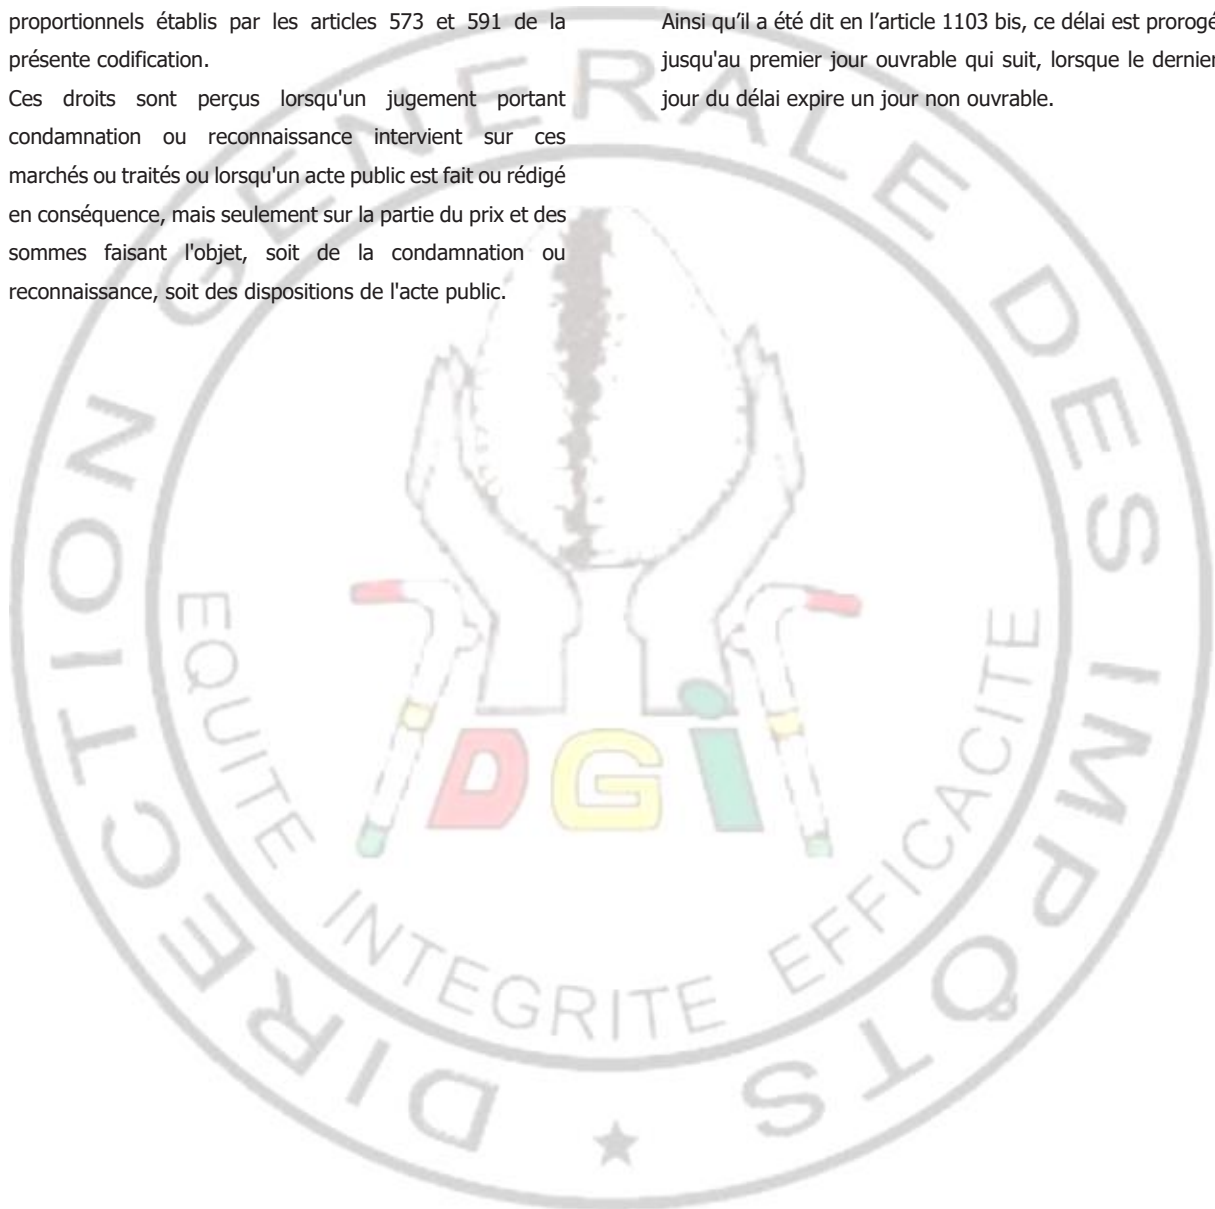 proportionnels établis par les articles 573 et 591 de la
présente codification.
Ces droits sont perçus lorsqu'un jugement portant
condamnation ou reconnaissance intervient sur ces
marchés ou traités ou lorsqu'un acte public est fait ou rédigé
en conséquence, mais seulement sur la partie du prix et des
sommes faisant l'objet, soit de la condamnation ou
reconnaissance, soit des dispositions de l'acte public.
Ainsi qu’il a été dit en l’article 1103 bis, ce délai est prorogé
jusqu'au premier jour ouvrable qui suit, lorsque le dernier
jour du délai expire un jour non ouvrable.
DIRECTION GENERALE DES IMPÔTS
EQUITE INTEGRITE EFFICACITE
DGI